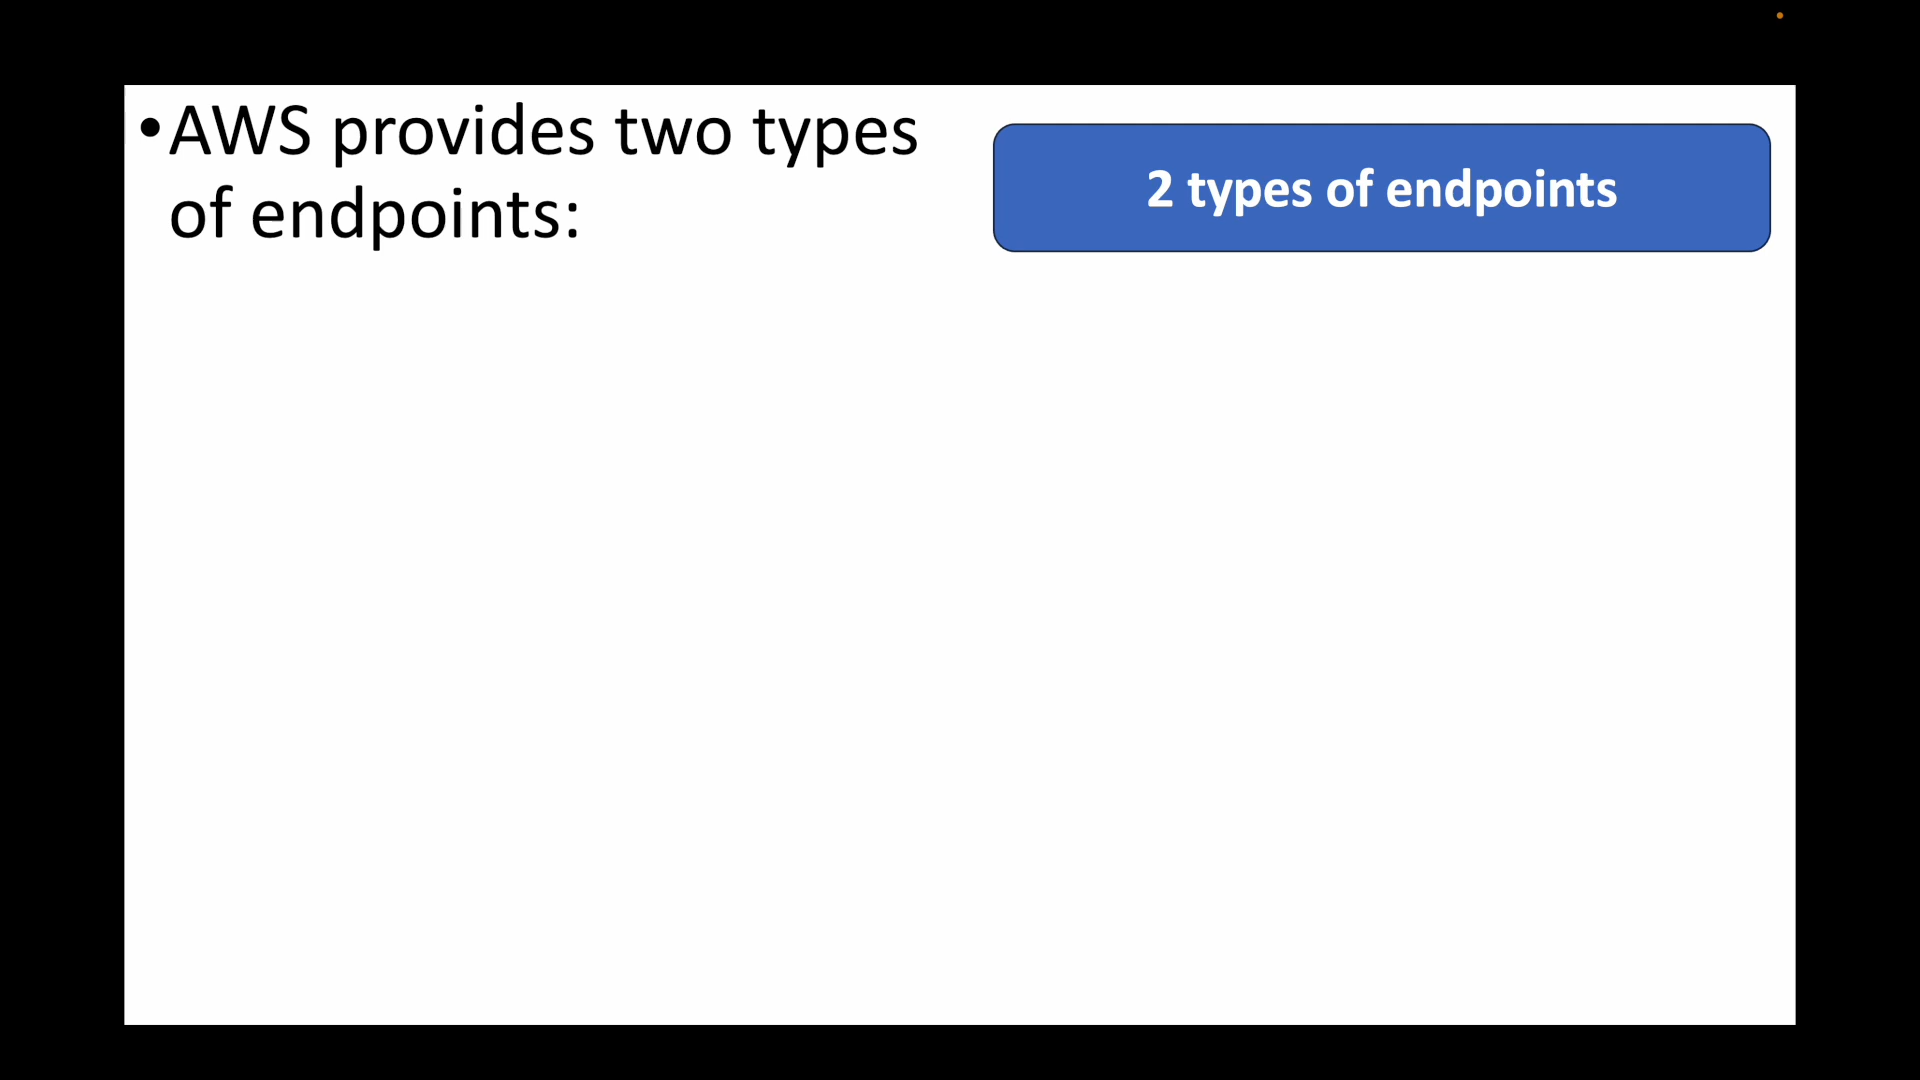 •AWS provides two types
of endpoints:
2 types of endpoints